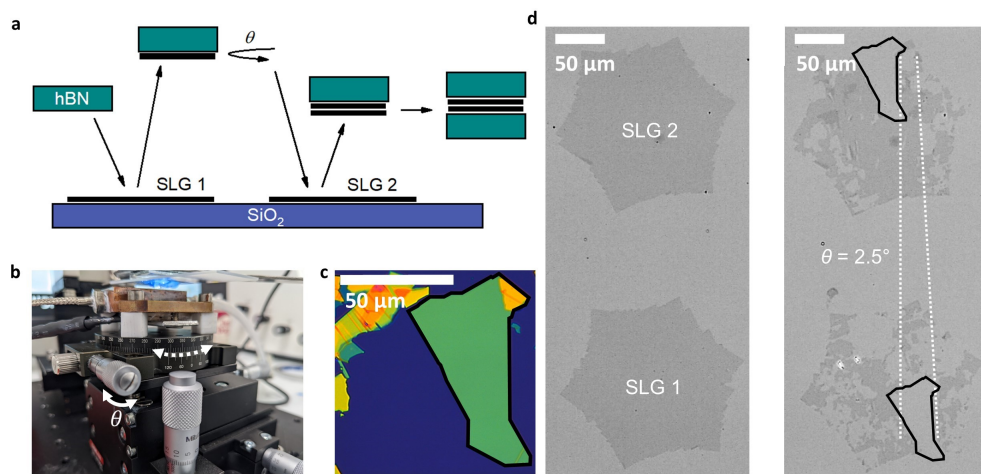 a
θ
hBN
SLG 1
SLG 2
SiO2
b
θ
c
50 μm
d
50 μm
SLG 2
SLG 1
50 μm
θ = 2.5°